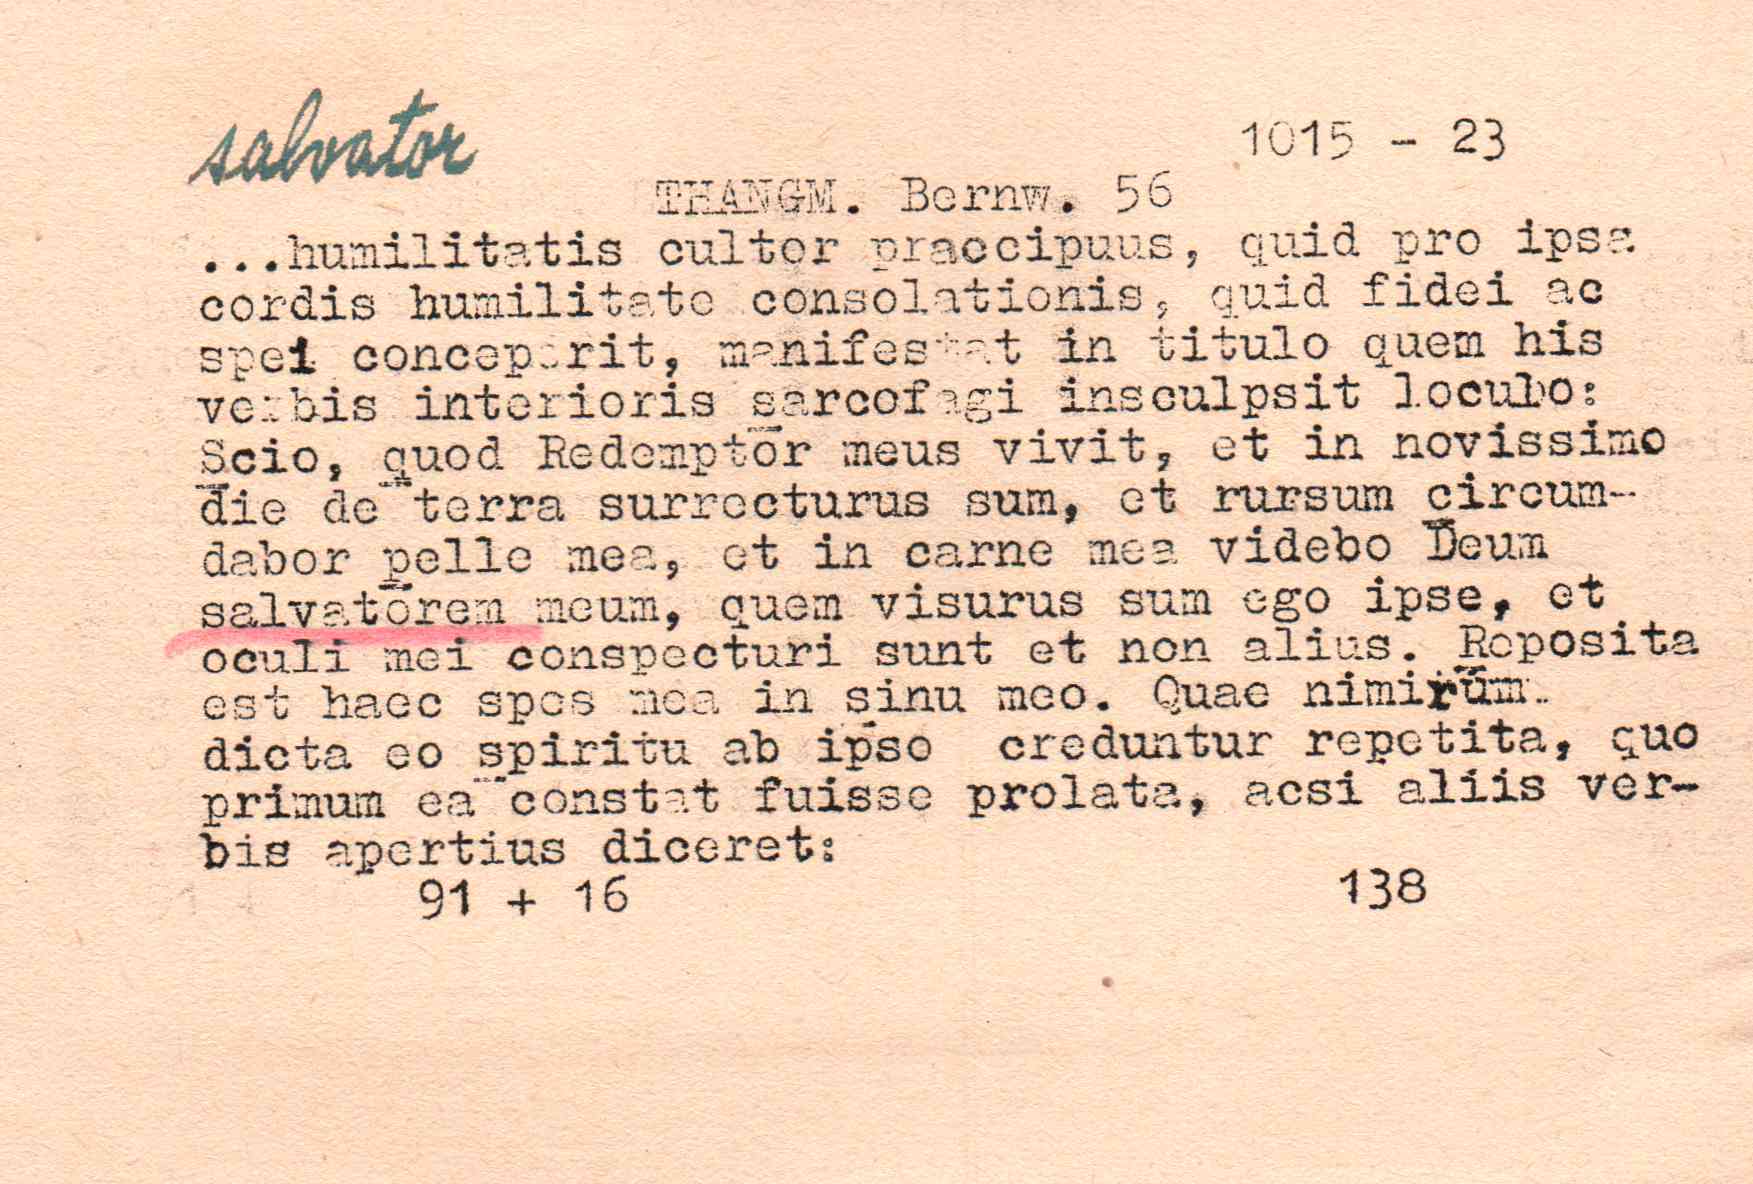 salvator
1015 - 23
THANGM. Bernw. 56
...humilitatis cultor praecipuus, quid pro ipsa
cordis humilitate consolationis, quid fidei ac
spei conceperit, manifestat in titulo quem his
verbis interioris sarcofagi insculpsit loculo:
Scio, quod Redemptor meus vivit, et in novissimo
die de terra surrecturus sum, et rursum circum-
dabor pelle mea, et in carne mea videbo Deum
salvatorem meum, quem visurus sum ego ipse, et
oculi mei conspecturi sunt et non alius. Reposita
est haec spes mea in sinu meo. Quae nimirum
dicta eo spiritu ab ipso creduntur repetita, quo
primum ea constat fuisse prolata, acsi aliis ver-
bis apertius diceret:
91 + 16 138